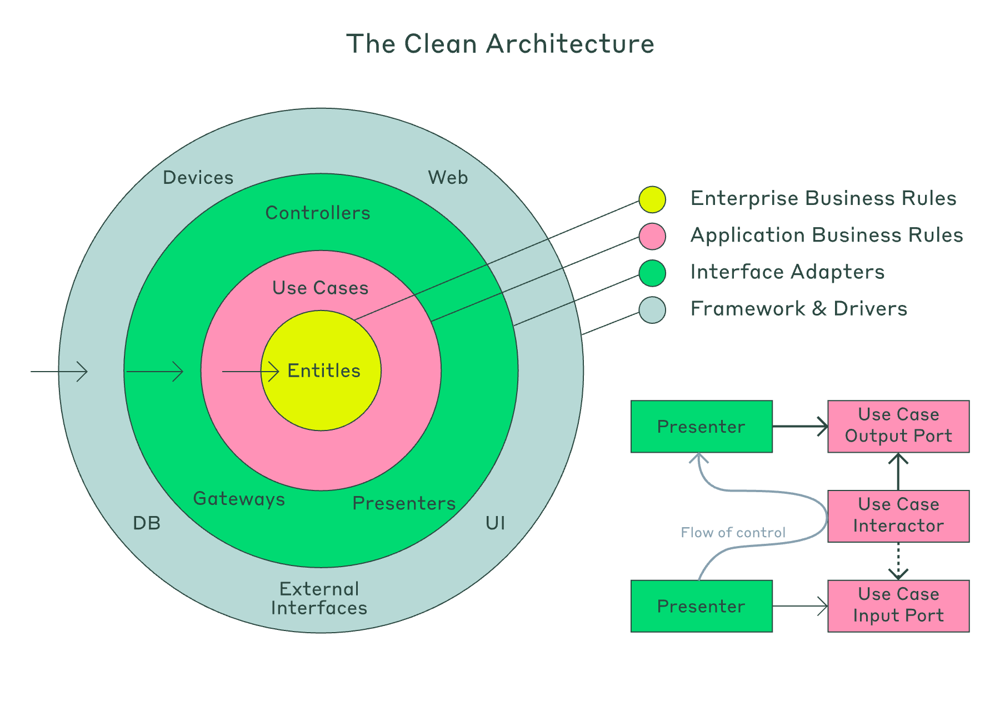 The Clean Architecture
Devices
Web
Controllers
Use Cases
Entitles
Gateways
Presenters
DB
UI
External
Interfaces
Enterprise Business Rules
Application Business Rules
Interface Adapters
Framework & Drivers
Presenter
Use Case
Output Port
Use Case
Interactor
Flow of control
Presenter
Use Case
Input Port